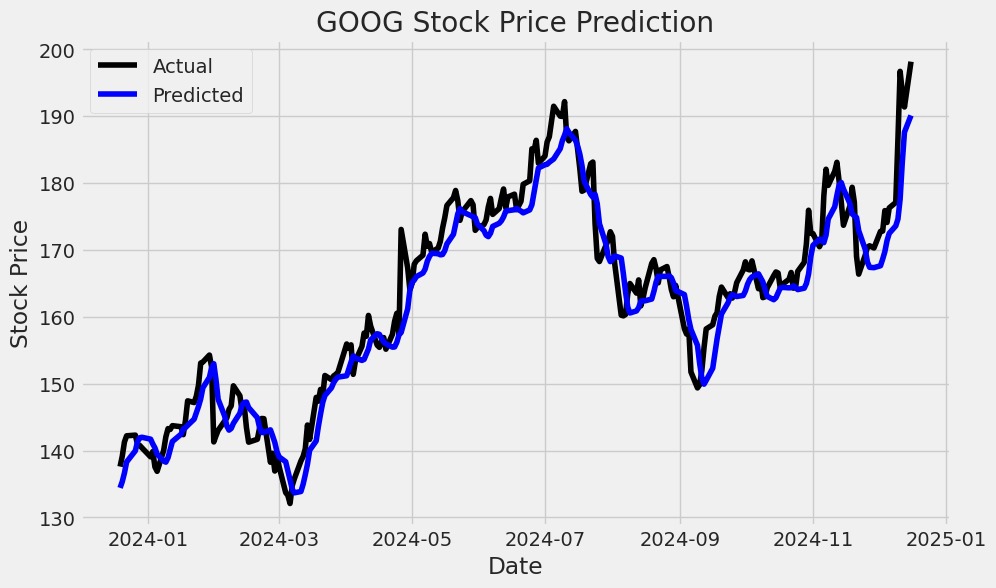 GOOG Stock Price Prediction
Actual
Predicted
200
190
180
170
160
150
140
130
Stock Price
2024-01 2024-03 2024-05 2024-07 2024-09 2024-11 2025-01
Date